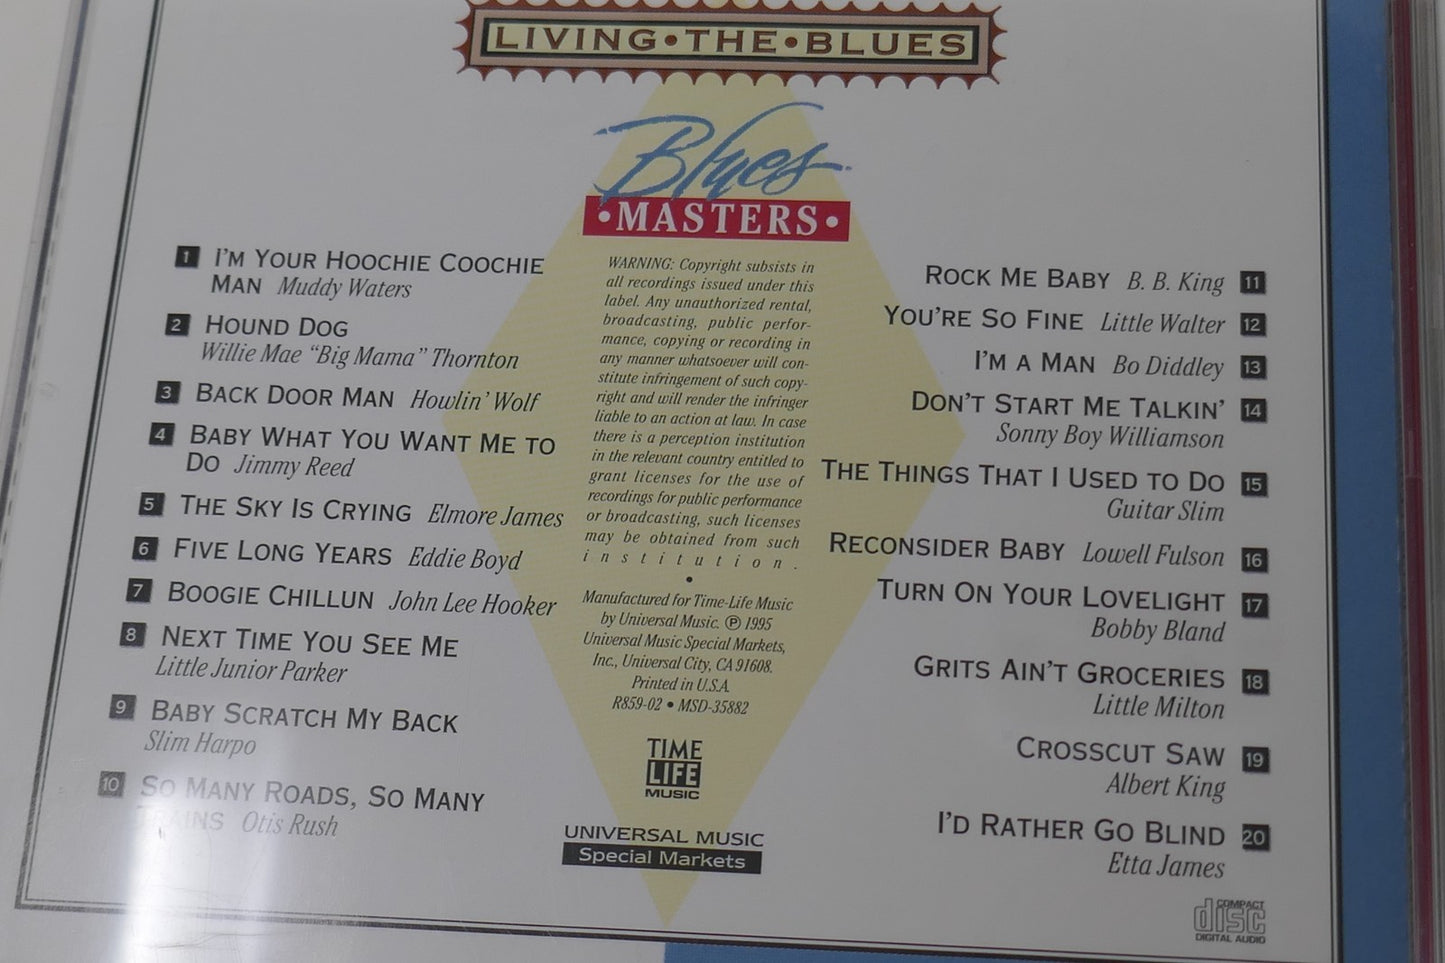 LIVING•THE•BLUES
Blues
•MASTERS•
1 I'M YOUR HOOCHIE COOCHIE
MAN Muddy Waters
2 HOUND DOG
Willie Mae "Big Mama" Thornton
3 BACK DOOR MAN Howlin' Wolf
4 BABY WHAT YOU WANT ME TO
DO Jimmy Reed
5 THE SKY IS CRYING Elmore James
6 FIVE LONG YEARS Eddie Boyd
7 BOOGIE CHILLUN John Lee Hooker
8 NEXT TIME YOU SEE ME
Little Junior Parker
9 BABY SCRATCH MY BACK
Slim Harpo
10 SO MANY ROADS, SO MANY
TRAINS Otis Rush
WARNING: Copyright subsists in
all recordings issued under this
label. Any unauthorized rental,
broadcasting, public perfor-
mance, copying or recording in
any manner whatsoever will con-
stitute infringement of such copy-
right and will render the infringer
liable to an action at law. In case
there is a perception institution
in the relevant country entitled to
grant licenses for the use of
recordings for public performance
or broadcasting, such licenses
may be obtained from such
institution.
•
Manufactured for Time-Life Music
by Universal Music. ℗ 1995
Universal Music Special Markets,
Inc., Universal City, CA 91608.
Printed in U.S.A.
R859-02 • MSD-35882
TIME
LIFE
MUSIC
UNIVERSAL MUSIC
Special Markets
ROCK ME BABY B. B. King 11
YOU'RE SO FINE Little Walter 12
I'M A MAN Bo Diddley 13
DON'T START ME TALKIN' 14
Sonny Boy Williamson
THE THINGS THAT I USED TO DO 15
Guitar Slim
RECONSIDER BABY Lowell Fulson 16
TURN ON YOUR LOVELIGHT 17
Bobby Bland
GRITS AIN'T GROCERIES 18
Little Milton
CROSSCUT SAW 19
Albert King
I'D RATHER GO BLIND 20
Etta James
COMPACT
disc
DIGITAL AUDIO